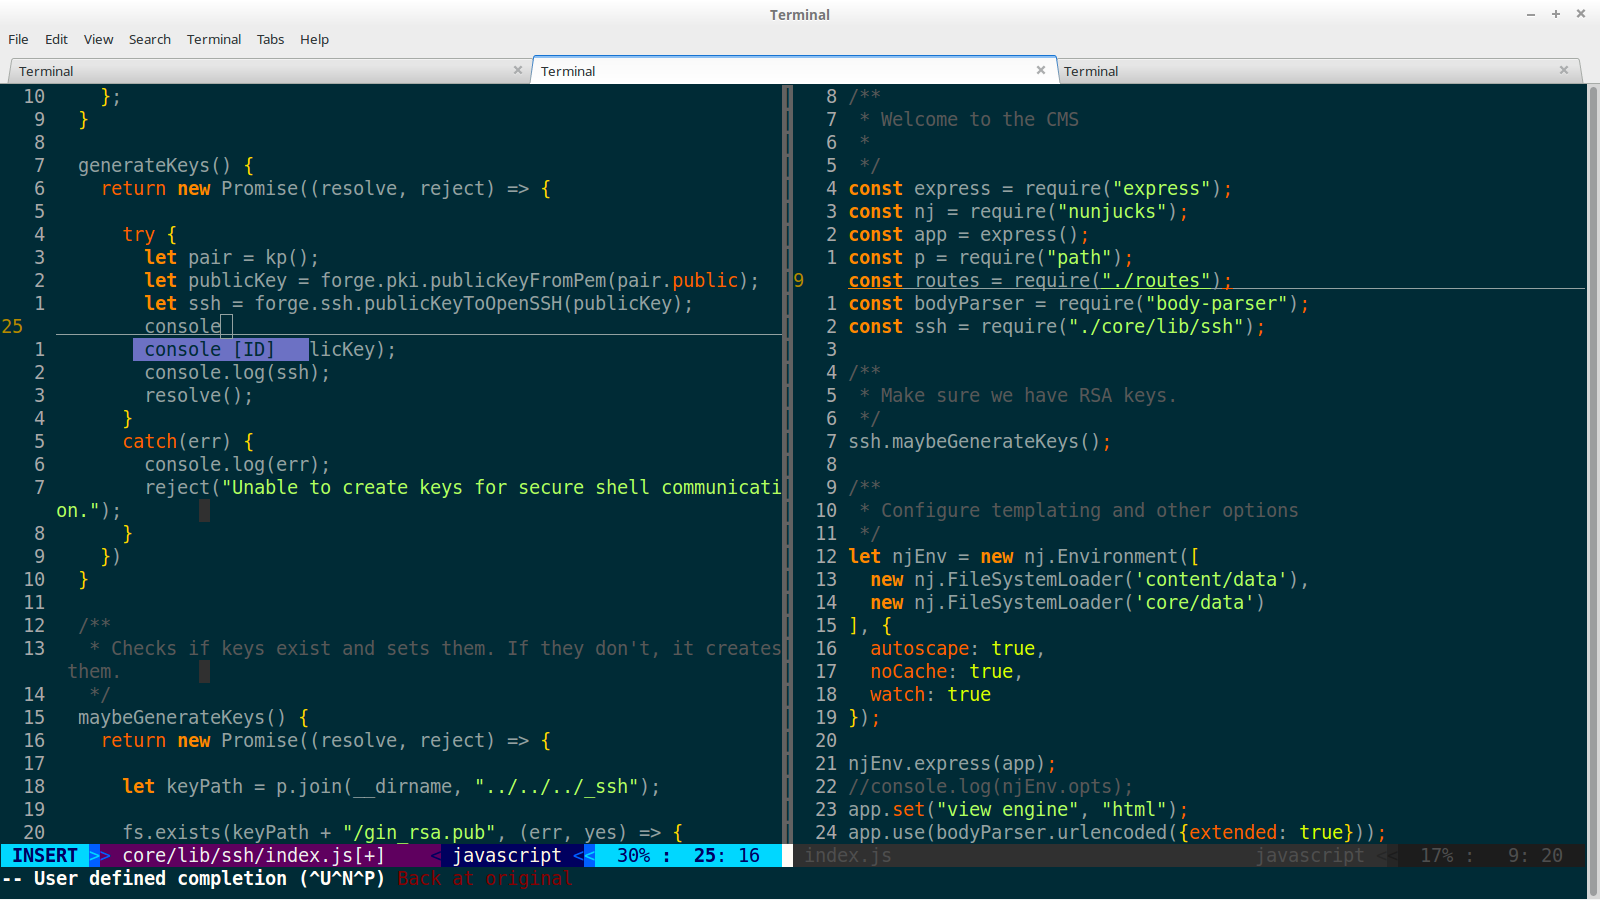 Terminal
File Edit View Search Terminal Tabs Help
Terminal
Terminal
Terminal
10     };
9   }
8
7   generateKeys() {
6     return new Promise((resolve, reject) => {
5
4       try {
3         let pair = kp();
2         let publicKey = forge.pki.publicKeyFromPem(pair.public);
1         let ssh = forge.ssh.publicKeyToOpenSSH(publicKey);
25         console
1         console [ID]   licKey);
2         console.log(ssh);
3         resolve();
4       }
5       catch(err) {
6         console.log(err);
7         reject("Unable to create keys for secure shell communicati
on.");
8       }
9     })
10   }
11
12   /**
13    * Checks if keys exist and sets them. If they don't, it creates
 them.
14    */
15   maybeGenerateKeys() {
16     return new Promise((resolve, reject) => {
17
18       let keyPath = p.join(__dirname, "../../../_ssh");
19
20       fs.exists(keyPath + "/gin_rsa.pub", (err, yes) => {
INSERT >> core/lib/ssh/index.js[+] < javascript << 30% : 25: 16
8 /**
7  * Welcome to the CMS
6  *
5  */
4 const express = require("express");
3 const nj = require("nunjucks");
2 const app = express();
1 const p = require("path");
9 const routes = require("./routes");
1 const bodyParser = require("body-parser");
2 const ssh = require("./core/lib/ssh");
3
4 /**
5  * Make sure we have RSA keys.
6  */
7 ssh.maybeGenerateKeys();
8
9 /**
10  * Configure templating and other options
11  */
12 let njEnv = new nj.Environment([
13   new nj.FileSystemLoader('content/data'),
14   new nj.FileSystemLoader('core/data')
15 ], {
16   autoscape: true,
17   noCache: true,
18   watch: true
19 });
20
21 njEnv.express(app);
22 //console.log(njEnv.opts);
23 app.set("view engine", "html");
24 app.use(bodyParser.urlencoded({extended: true}));
index.js javascript << 17% : 9: 20
-- User defined completion (^U^N^P) Back at original